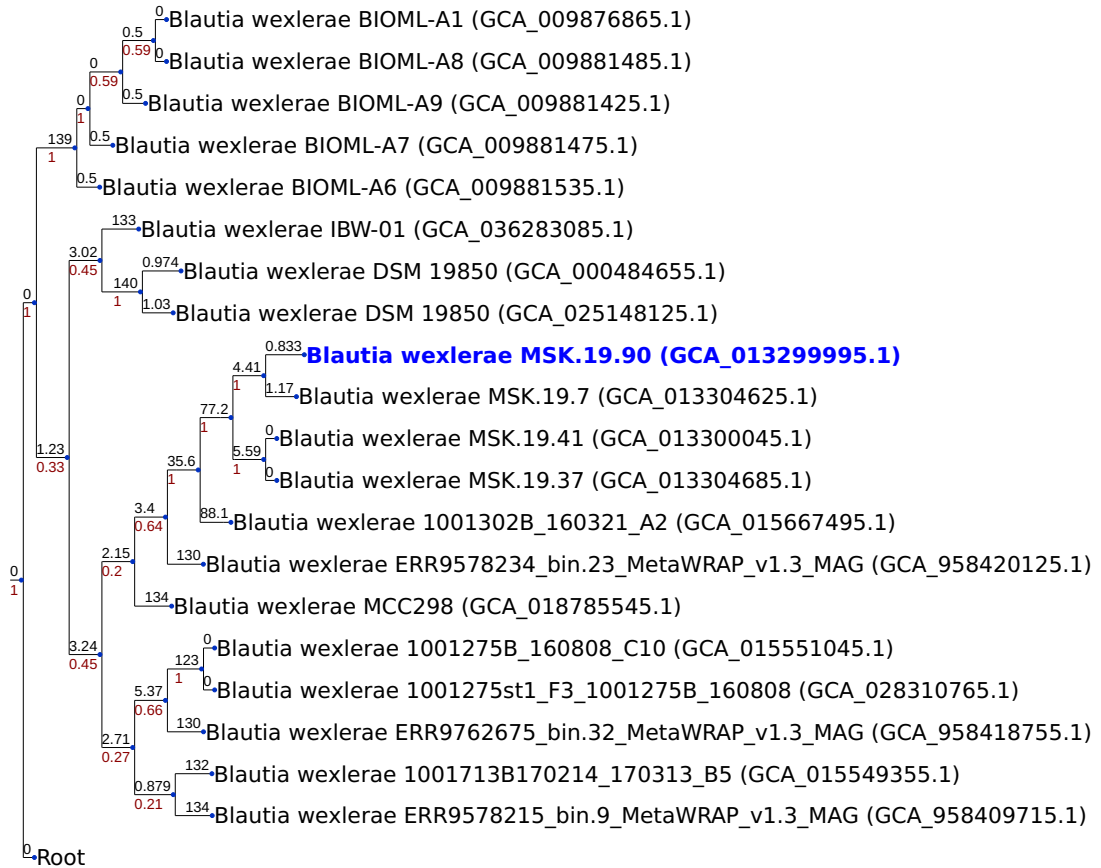 0
Blautia wexlerae BIOML-A1 (GCA_009876865.1)
0.5
0.59
0
Blautia wexlerae BIOML-A8 (GCA_009881485.1)
0
0.59
0.5
Blautia wexlerae BIOML-A9 (GCA_009881425.1)
0
1
0.5
Blautia wexlerae BIOML-A7 (GCA_009881475.1)
139
1
0.5
Blautia wexlerae BIOML-A6 (GCA_009881535.1)
133
Blautia wexlerae IBW-01 (GCA_036283085.1)
3.02
0.45
0.974
Blautia wexlerae DSM 19850 (GCA_000484655.1)
140
1
1.03
Blautia wexlerae DSM 19850 (GCA_025148125.1)
0
1
0.833
Blautia wexlerae MSK.19.90 (GCA_013299995.1)
4.41
1
1.17
Blautia wexlerae MSK.19.7 (GCA_013304625.1)
77.2
1
0
Blautia wexlerae MSK.19.41 (GCA_013300045.1)
5.59
1
0
Blautia wexlerae MSK.19.37 (GCA_013304685.1)
1.23
0.33
35.6
1
88.1
Blautia wexlerae 1001302B_160321_A2 (GCA_015667495.1)
3.4
0.64
130
Blautia wexlerae ERR9578234_bin.23_MetaWRAP_v1.3_MAG (GCA_958420125.1)
2.15
0.2
0
1
134
Blautia wexlerae MCC298 (GCA_018785545.1)
3.24
0.45
0
Blautia wexlerae 1001275B_160808_C10 (GCA_015551045.1)
123
1
0
Blautia wexlerae 1001275st1_F3_1001275B_160808 (GCA_028310765.1)
5.37
0.66
130
Blautia wexlerae ERR9762675_bin.32_MetaWRAP_v1.3_MAG (GCA_958418755.1)
2.71
0.27
132
Blautia wexlerae 1001713B170214_170313_B5 (GCA_015549355.1)
0.879
0.21
134
Blautia wexlerae ERR9578215_bin.9_MetaWRAP_v1.3_MAG (GCA_958409715.1)
0
Root